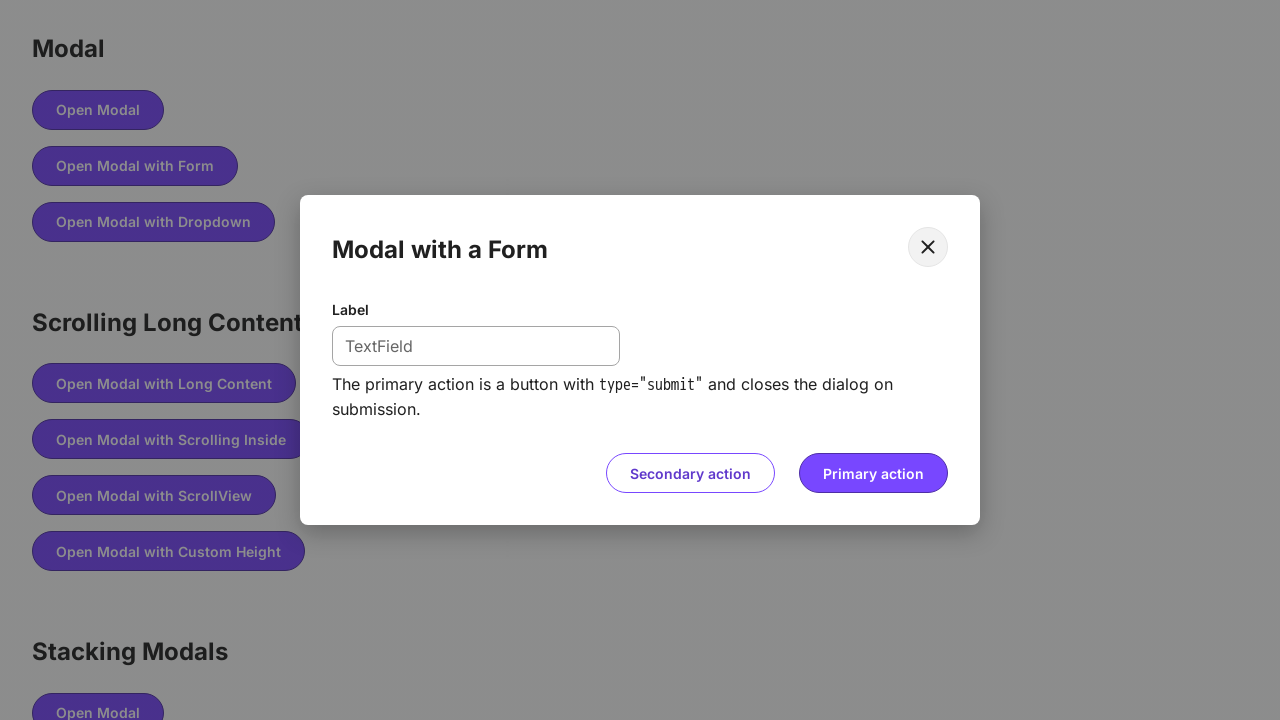 Modal
Open Modal
Open Modal with Form
Open Modal with Dropdown
Scrolling Long Content
Open Modal with Long Content
Open Modal with Scrolling Inside
Open Modal with ScrollView
Open Modal with Custom Height
Stacking Modals
Open Modal
Modal with a Form
Label
TextField
The primary action is a button with type="submit" and closes the dialog on
submission.
Secondary action
Primary action